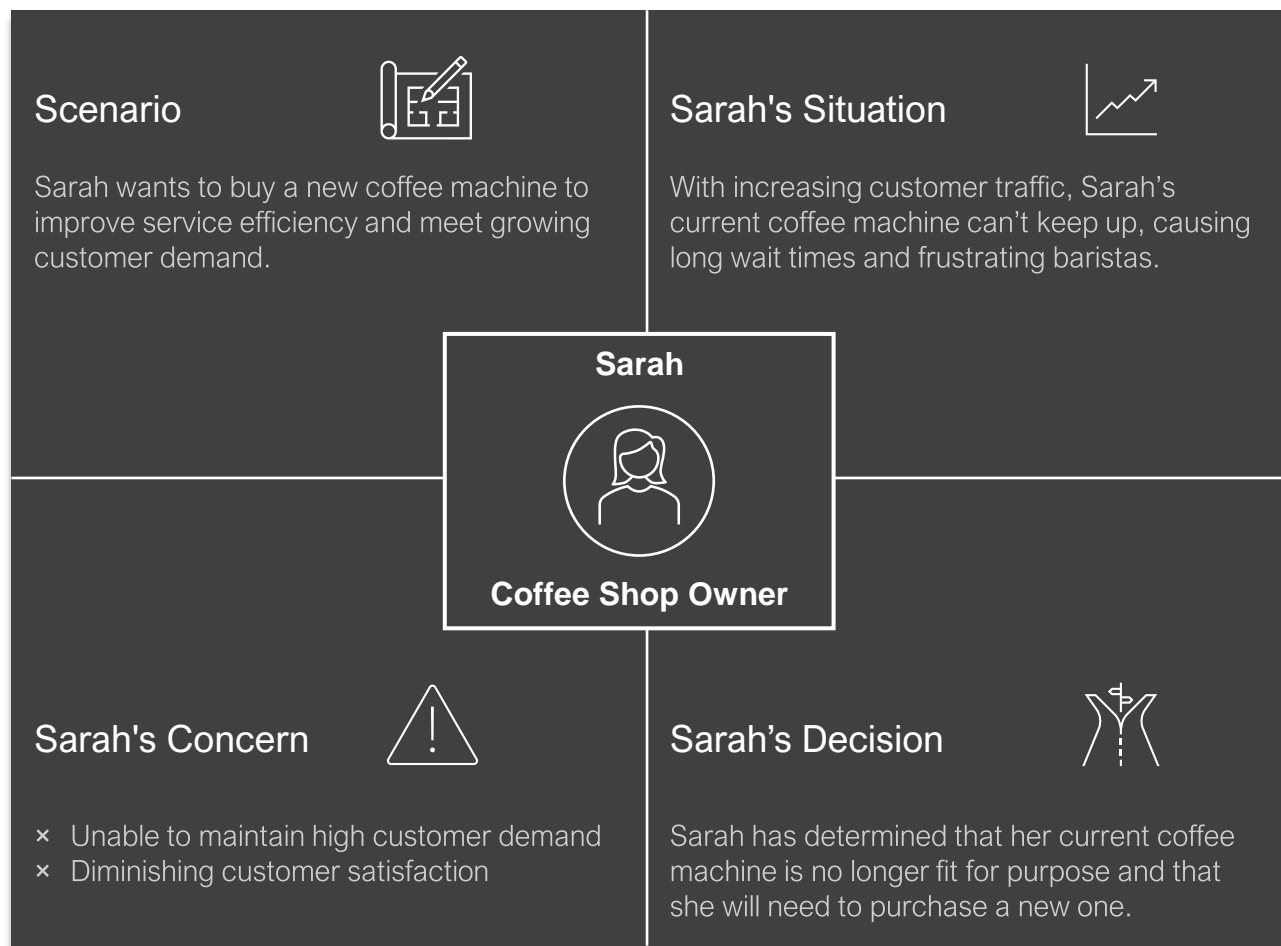 Scenario
Sarah wants to buy a new coffee machine to
improve service efficiency and meet growing
customer demand.
Sarah's Situation
With increasing customer traffic, Sarah’s
current coffee machine can’t keep up, causing
long wait times and frustrating baristas.
Sarah
Coffee Shop Owner
Sarah's Concern
× Unable to maintain high customer demand
× Diminishing customer satisfaction
Sarah’s Decision
Sarah has determined that her current coffee
machine is no longer fit for purpose and that
she will need to purchase a new one.